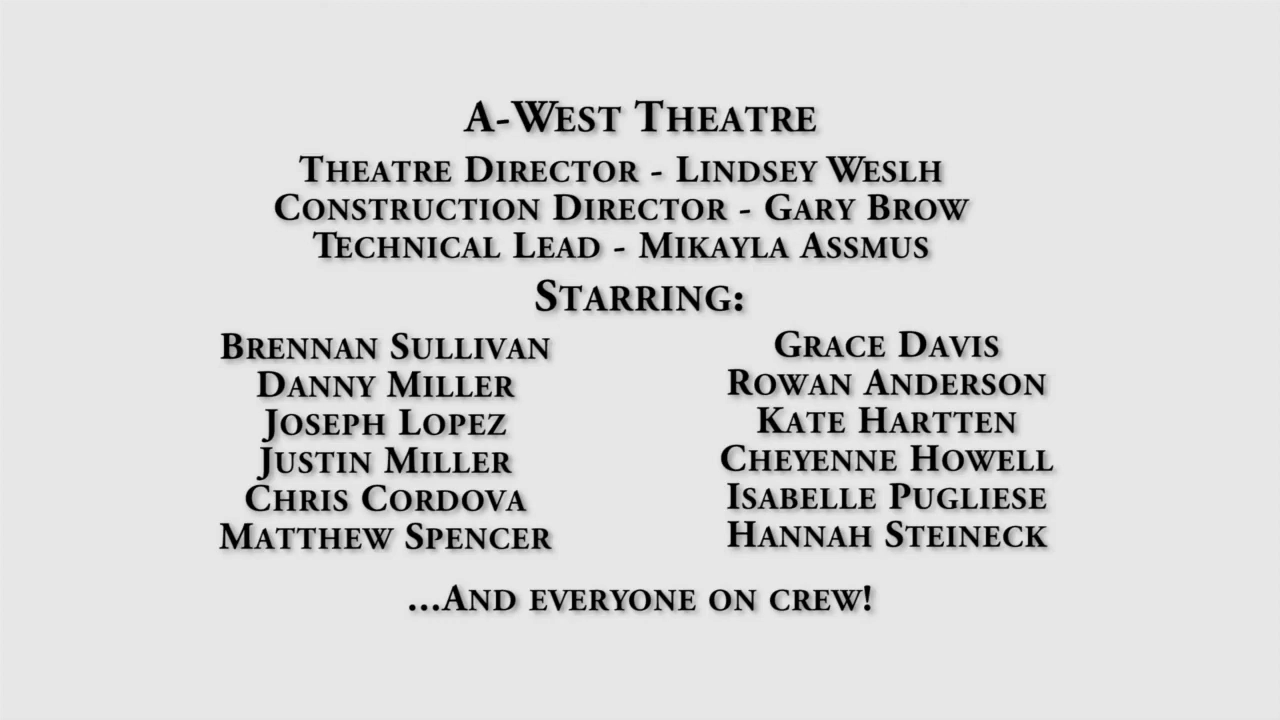 A-West Theatre
Theatre Director - Lindsey Weslh
Construction Director - Gary Brow
Technical Lead - Mikayla Assmus
Starring:
Brennan Sullivan
Danny Miller
Joseph Lopez
Justin Miller
Chris Cordova
Matthew Spencer
Grace Davis
Rowan Anderson
Kate Hartten
Cheyenne Howell
Isabelle Pugliese
Hannah Steineck
...And everyone on crew!